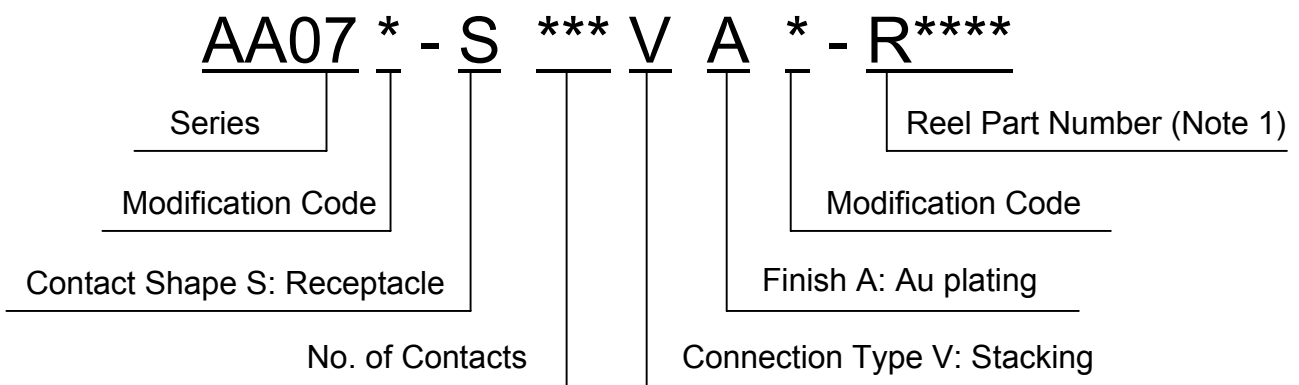 AA07 * - S *** V A * - R****
Series
Reel Part Number (Note 1)
Modification Code
Modification Code
Contact Shape S: Receptacle
Finish A: Au plating
No. of Contacts
Connection Type V: Stacking